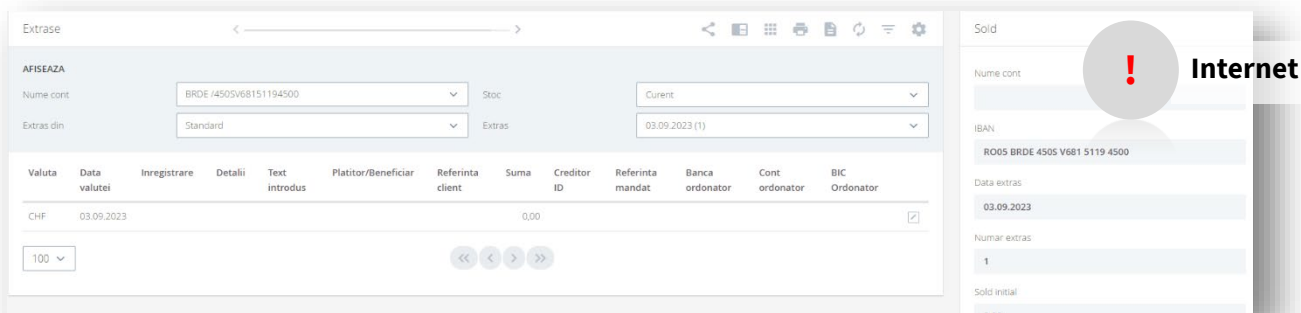 Extrase
AFISEAZA
Nume cont BRDE /450SV68151194500 Stoc Curent
Extras din Standard Extras 03.09.2023 (1)
Valuta Data valutei Inregistrare Detalii Text introdus Platitor/Beneficiar Referinta client Suma Creditor ID Referinta mandat Banca ordonator Cont ordonator BIC Ordonator
CHF 03.09.2023 0,00
100
Sold
Nume cont
!
Internet
IBAN
RO05 BRDE 450S V681 5119 4500
Data extras
03.09.2023
Numar extras
1
Sold initial